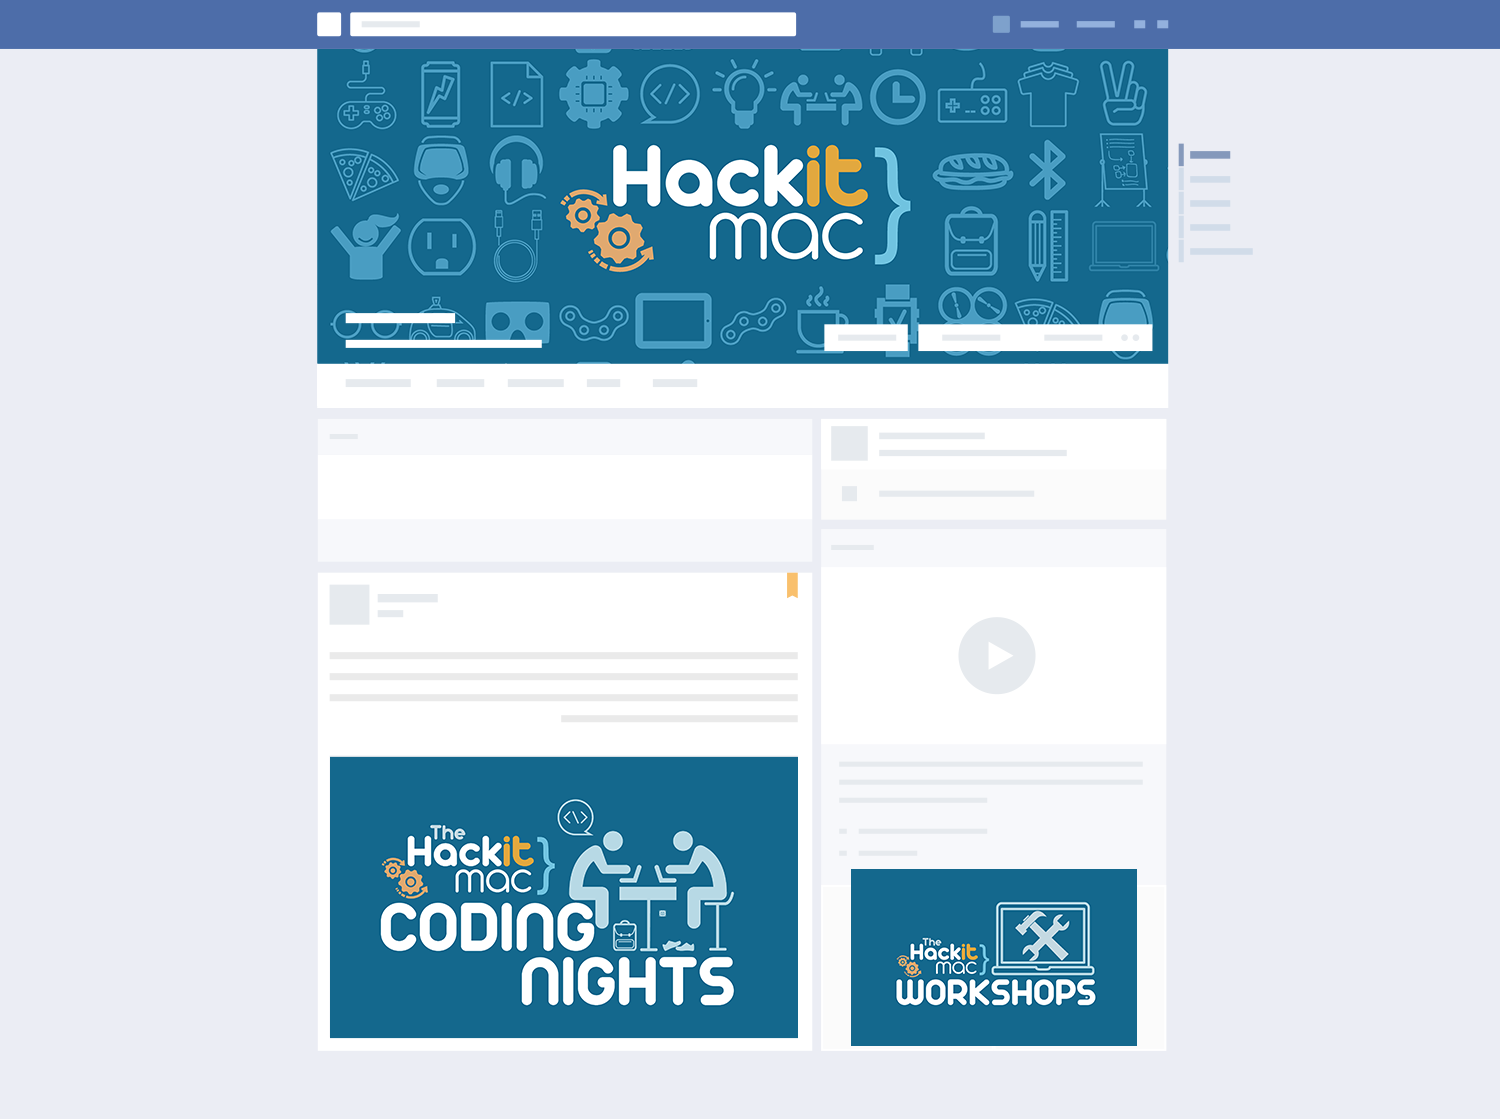 Hackit
mac }
The
Hackit
mac }
CODING
NIGHTS
The
Hackit
mac }
WORKSHOPS